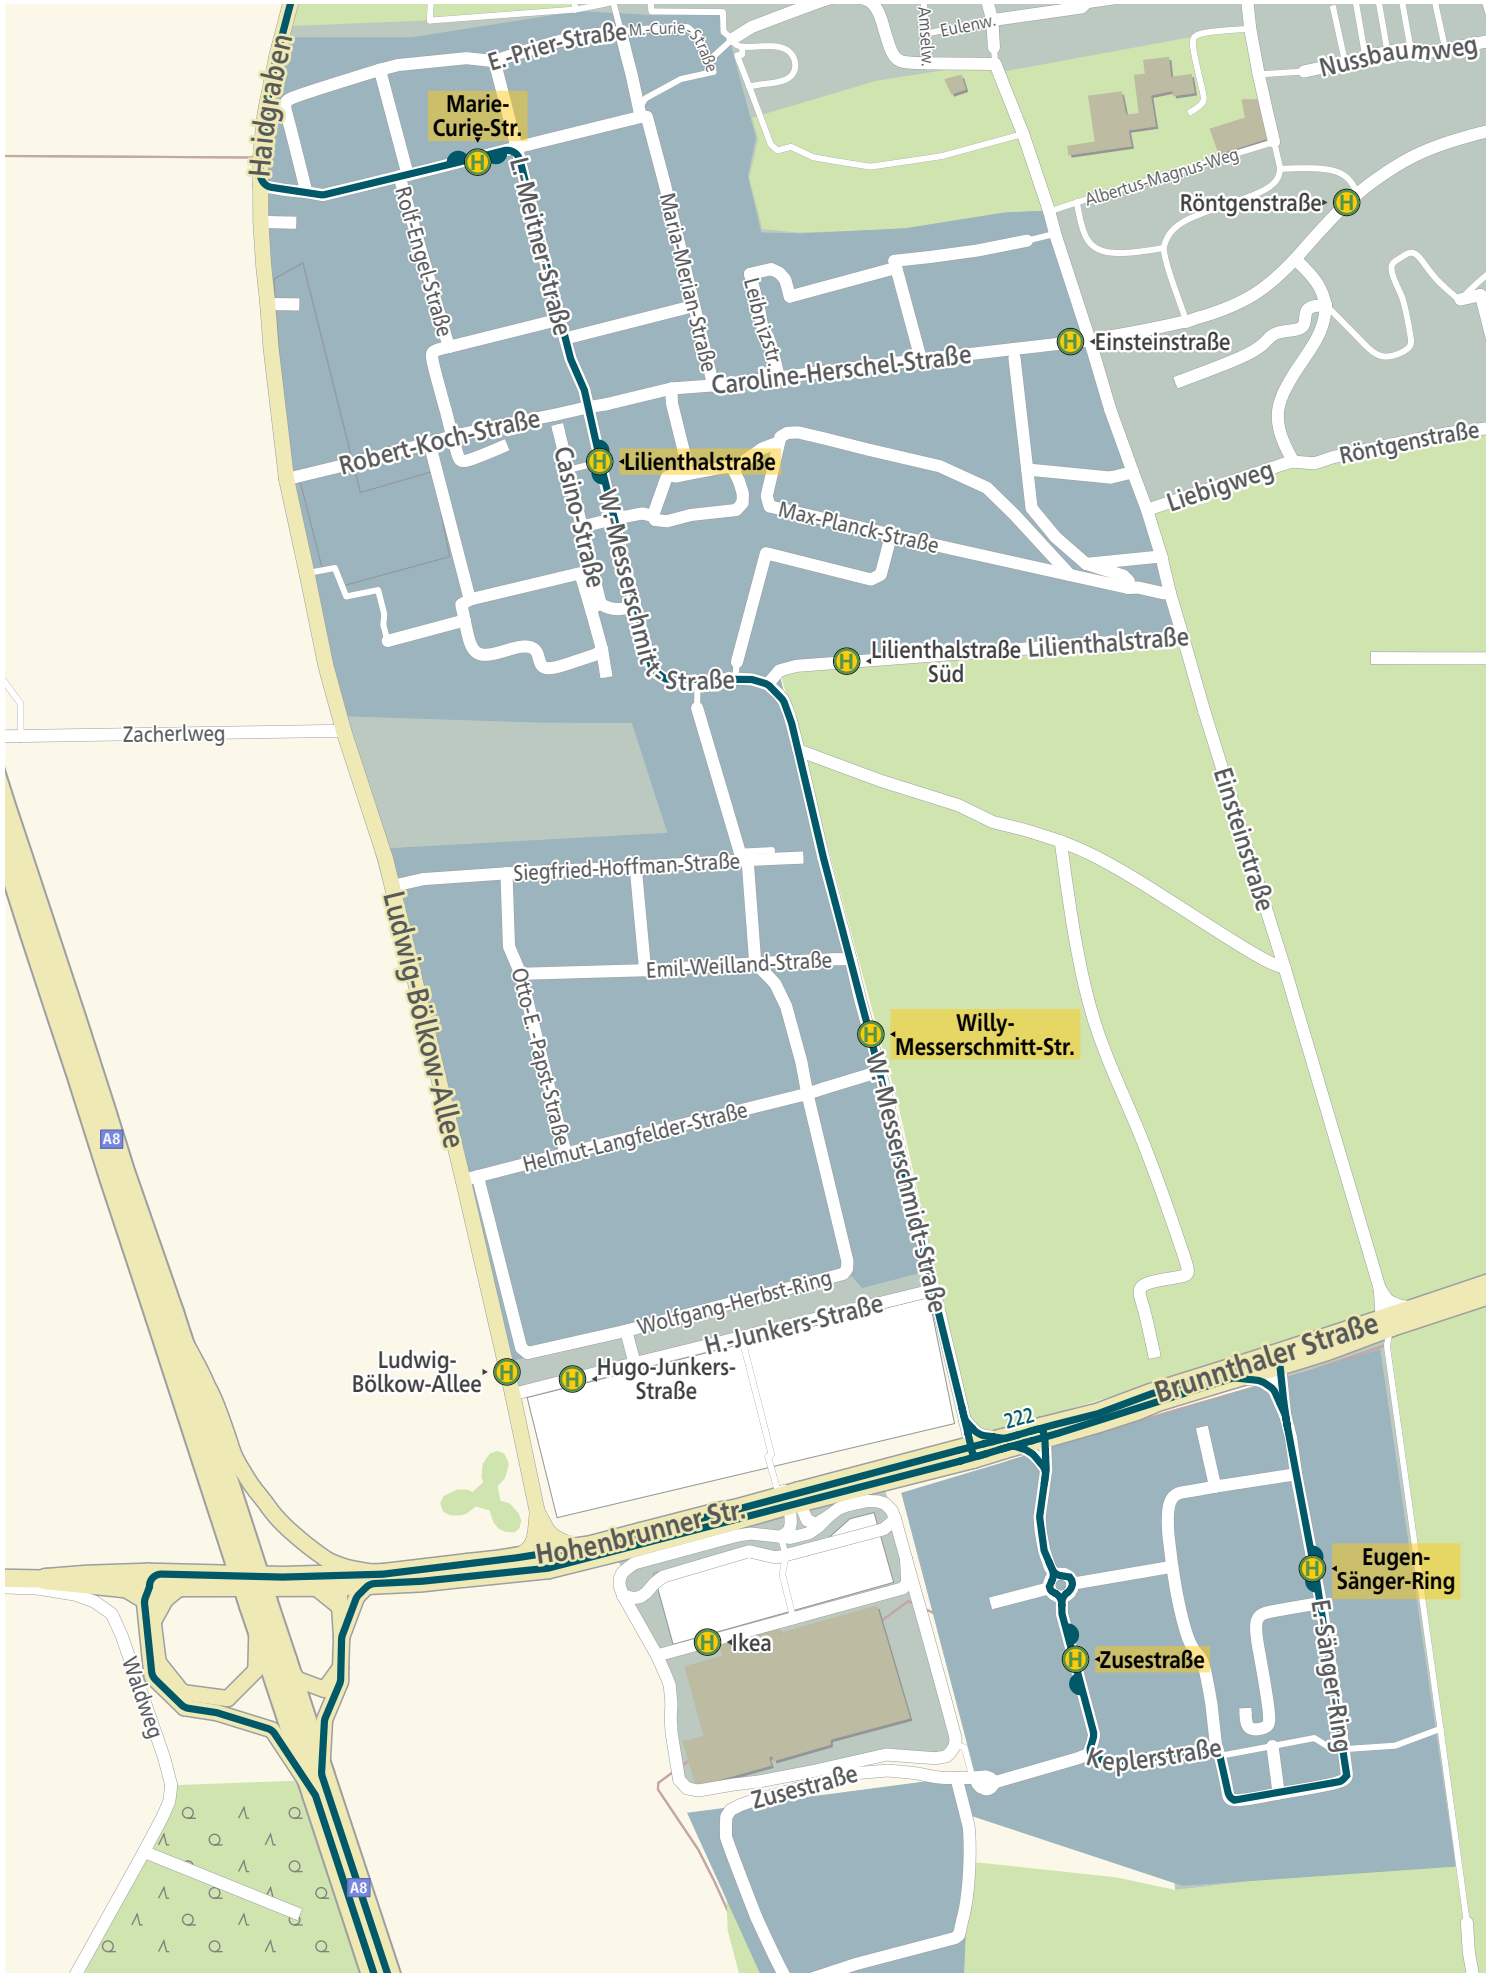 Haidgraben
E.-Prier-Straße
M.-Curie-Straße
Amselw.
Eulenw.
Nussbaumweg
Marie-
Curie-Str.
H
L.-Meitner-Straße
Rolf-Engel-Straße
Maria-Merian-Straße
Leibnizstr.
Albertus-Magnus-Weg
Röntgenstraße
H
H
Einsteinstraße
Caroline-Herschel-Straße
Robert-Koch-Straße
Röntgenstraße
Liebigweg
H
Lilienthalstraße
Casino-Straße
W.-Messerschmitt-Straße
Max-Planck-Straße
H
Lilienthalstraße
Süd
Lilienthalstraße
Zacherlweg
Einsteinstraße
Siegfried-Hoffman-Straße
Ludwig-Bölkow-Allee
Emil-Weilland-Straße
Otto-E.-Papst-Straße
H
Willy-
Messerschmitt-Str.
W.-Messerschmidt-Straße
A8
Helmut-Langfelder-Straße
Wolfgang-Herbst-Ring
H.-Junkers-Straße
Ludwig-
Bölkow-Allee
H
H
Hugo-Junkers-
Straße
Brunnthaler Straße
222
Hohenbrunner Str.
H
Eugen-
Sänger-Ring
E.-Sänger-Ring
H
Ikea
H
Zusestraße
Waldweg
Keplerstraße
Zusestraße
A8